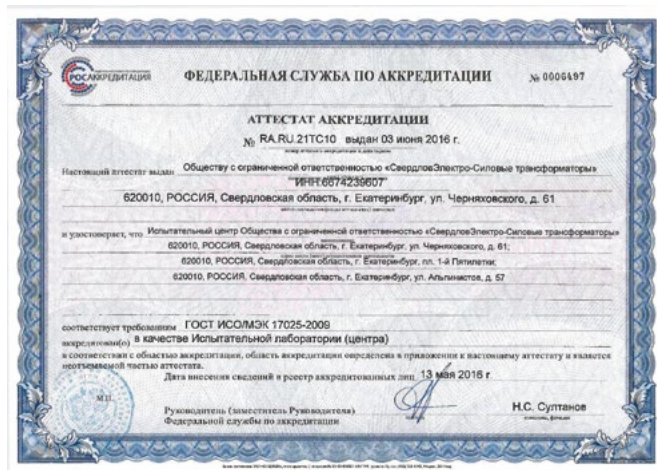 РОСАККРЕДИТАЦИЯ
ФЕДЕРАЛЬНАЯ СЛУЖБА ПО АККРЕДИТАЦИИ № 0006497
АТТЕСТАТ АККРЕДИТАЦИИ
№ RA.RU.21ТС10 выдан 03 июня 2016 г.
Настоящий аттестат выдан Обществу с ограниченной ответственностью «СвердловЭлектро-Силовые трансформаторы»
ИНН:6674239607
620010, РОССИЯ, Свердловская область, г. Екатеринбург, ул. Черняховского, д. 61
и удостоверяет, что Испытательный центр Общества с ограниченной ответственностью «СвердловЭлектро-Силовые трансформаторы»
620010, РОССИЯ, Свердловская область, г. Екатеринбург, ул. Черняховского, д. 61;
620010, РОССИЯ, Свердловская область, г. Екатеринбург, пл. 1-й Пятилетки;
620010, РОССИЯ, Свердловская область, г. Екатеринбург, ул. Альпинистов, д. 57
соответствует требованиям ГОСТ ИСО/МЭК 17025-2009
аккредитован(о) в качестве Испытательной лаборатории (центра)
в соответствии с областью аккредитации, область аккредитации определена в приложении к настоящему аттестату и является
неотъемлемой частью аттестата.
Дата внесения сведений в реестр аккредитованных лиц 13 мая 2016 г.
М.П.
Руководитель (заместитель Руководителя)
Федеральной службы по аккредитации
Н.С. Султанов